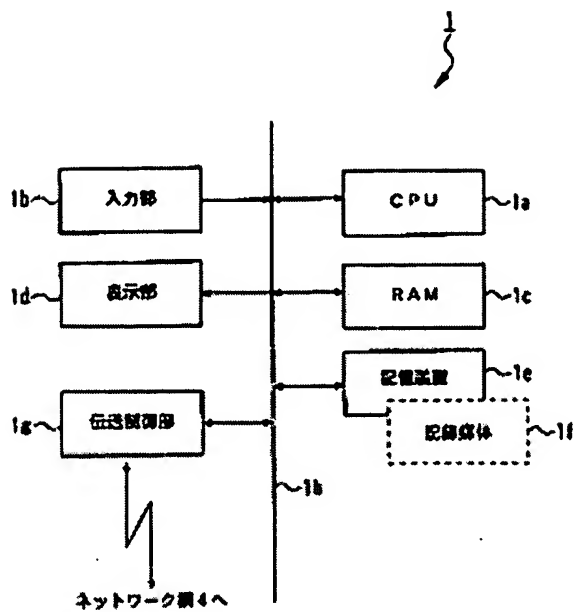 1
1b 入力部 CPU 1a
1d 表示部 RAM 1c
記憶装置 1e
1g 伝送制御部 記録媒体 1f
1h
ネットワーク網4へ